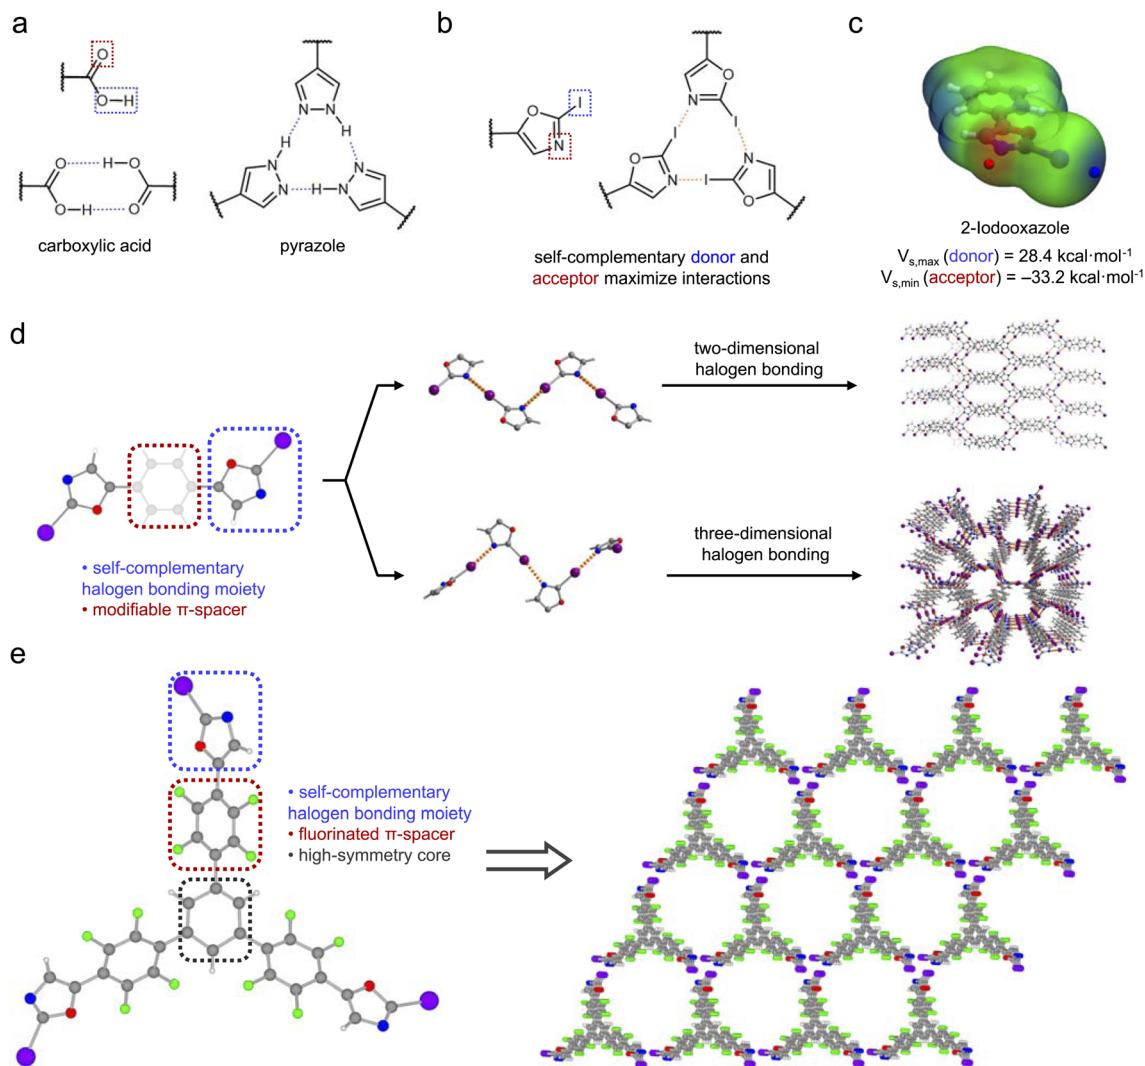 a
O
O
H
O
H
O
O
H
O
carboxylic acid
N
N
H
H
N
N
N
H
N
pyrazole
b
O
I
N
O
N
I
I
O
N
N
I
O
self-complementary donor and
acceptor maximize interactions
c
2-Iodooxazole
Vs,max (donor) = 28.4 kcal·mol⁻¹
Vs,min (acceptor) = –33.2 kcal·mol⁻¹
d
• self-complementary
halogen bonding moiety
• modifiable π-spacer
two-dimensional
halogen bonding
three-dimensional
halogen bonding
e
• self-complementary
halogen bonding moiety
• fluorinated π-spacer
• high-symmetry core